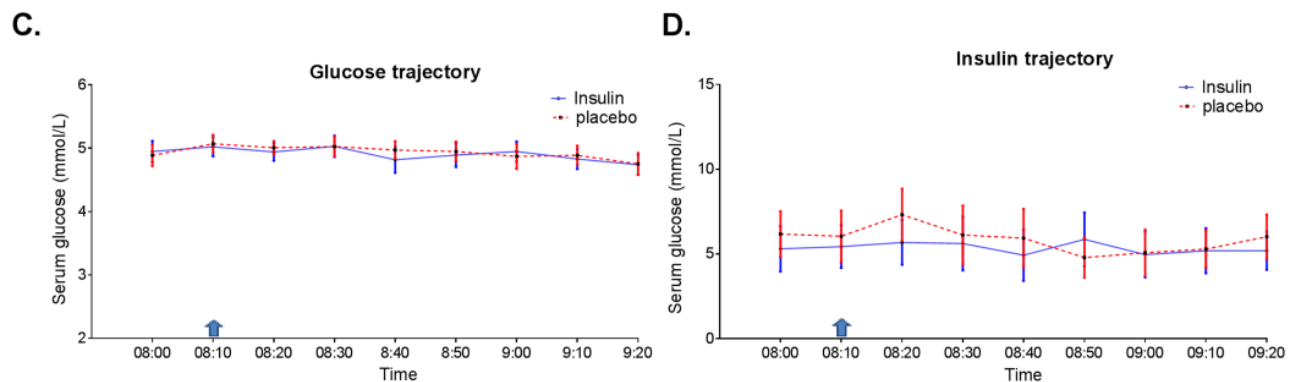 C.
Glucose trajectory
Insulin
placebo
Serum glucose (mmol/L)
6
5
4
3
2
08:00 08:10 08:20 08:30 8:40 8:50 9:00 9:10 9:20
Time
D.
Insulin trajectory
Insulin
placebo
Serum glucose (mmol/L)
15
10
5
0
08:00 08:10 08:20 08:30 08:40 08:50 09:00 09:10 09:20
Time